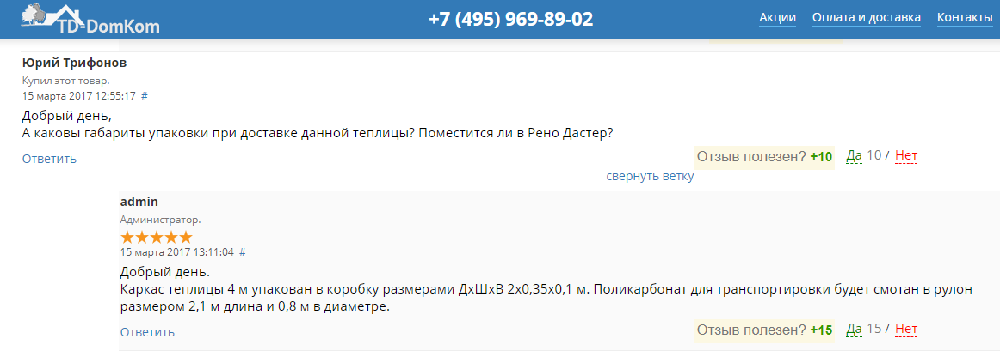 TD-DomKom
+7 (495) 969-89-02
Акции Оплата и доставка Контакты
Юрий Трифонов
Купил этот товар.
15 марта 2017 12:55:17 #
Добрый день,
А каковы габариты упаковки при доставке данной теплицы? Поместится ли в Рено Дастер?
Ответить
Отзыв полезен? +10 Да 10 / Нет
свернуть ветку
admin
Администратор.
15 марта 2017 13:11:04 #
Добрый день.
Каркас теплицы 4 м упакован в коробку размерами ДхШхВ 2х0,35х0,1 м. Поликарбонат для транспортировки будет смотан в рулон
размером 2,1 м длина и 0,8 м в диаметре.
Ответить
Отзыв полезен? +15 Да 15 / Нет